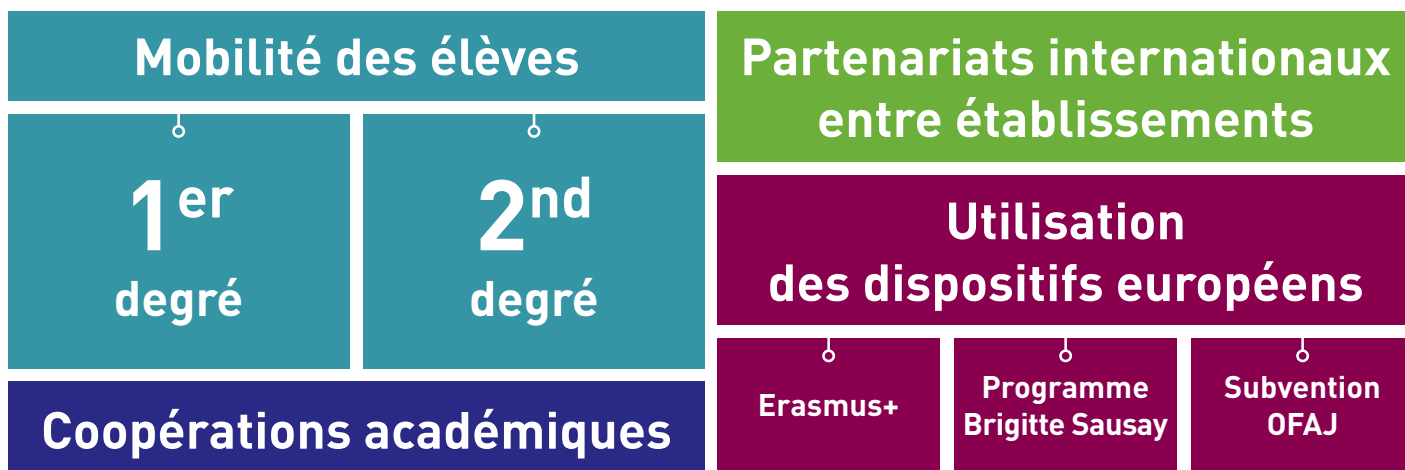 Mobilité des élèves
1er
degré
2nd
degré
Coopérations académiques
Partenariats internationaux
entre établissements
Utilisation
des dispositifs européens
Erasmus+
Programme
Brigitte Sausay
Subvention
OFAJ